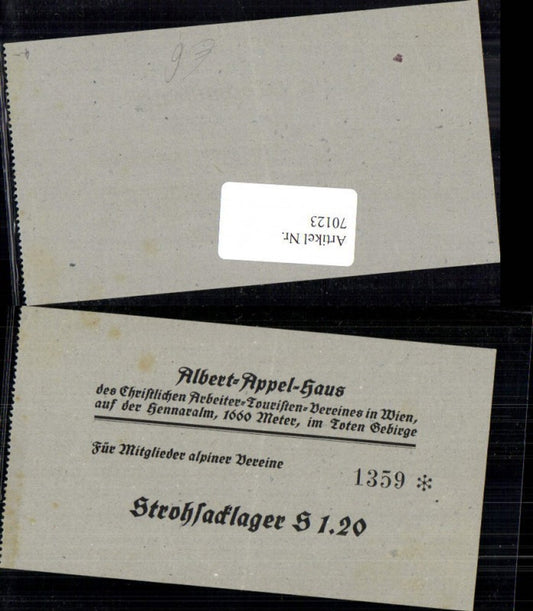 97
Artikel Nr.
70123
Albert-Appel-Haus
des Christlichen Arbeiter-Touristen-Vereines in Wien,
auf der Hennaralm, 1660 Meter, im Toten Gebirge
Für Mitglieder alpiner Vereine
1359 *
Strohsacklager S 1.20